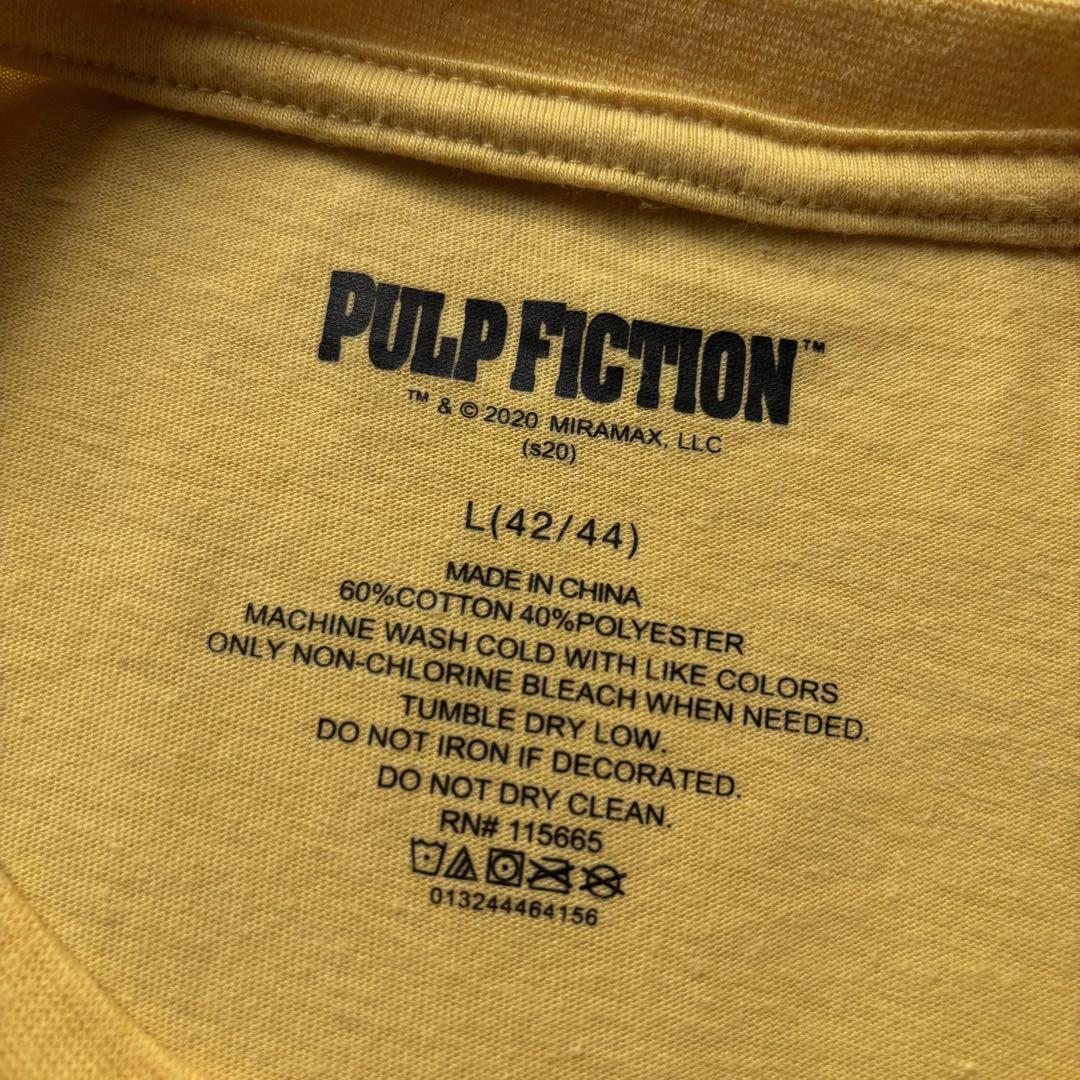 PULP FICTION™
™ & © 2020 MIRAMAX, LLC
(s20)
L(42/44)
MADE IN CHINA
60%COTTON 40%POLYESTER
MACHINE WASH COLD WITH LIKE COLORS
ONLY NON-CHLORINE BLEACH WHEN NEEDED.
TUMBLE DRY LOW.
DO NOT IRON IF DECORATED.
DO NOT DRY CLEAN.
RN# 115665
013244464156